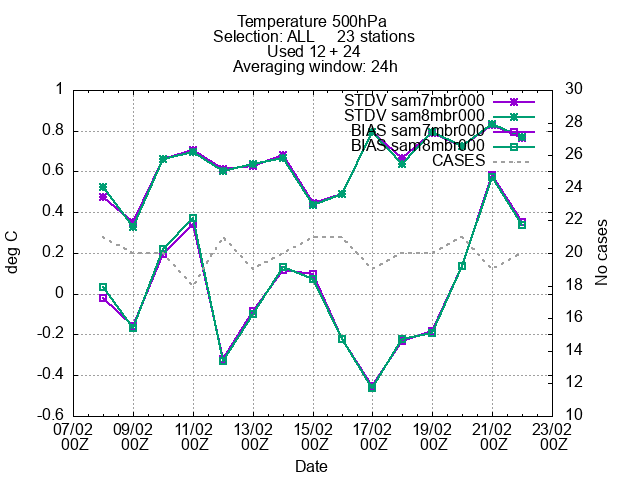 Temperature 500hPa
Selection: ALL 23 stations
Used 12 + 24
Averaging window: 24h
STDV sam7mbr000
STDV sam8mbr000
BIAS sam7mbr000
BIAS sam8mbr000
CASES
deg C
1
0.8
0.6
0.4
0.2
0
-0.2
-0.4
-0.6
30
28
26
24
22
20
18
16
14
12
10
No cases
07/02 09/02 11/02 13/02 15/02 17/02 19/02 21/02 23/02
00Z 00Z 00Z 00Z 00Z 00Z 00Z 00Z 00Z
Date